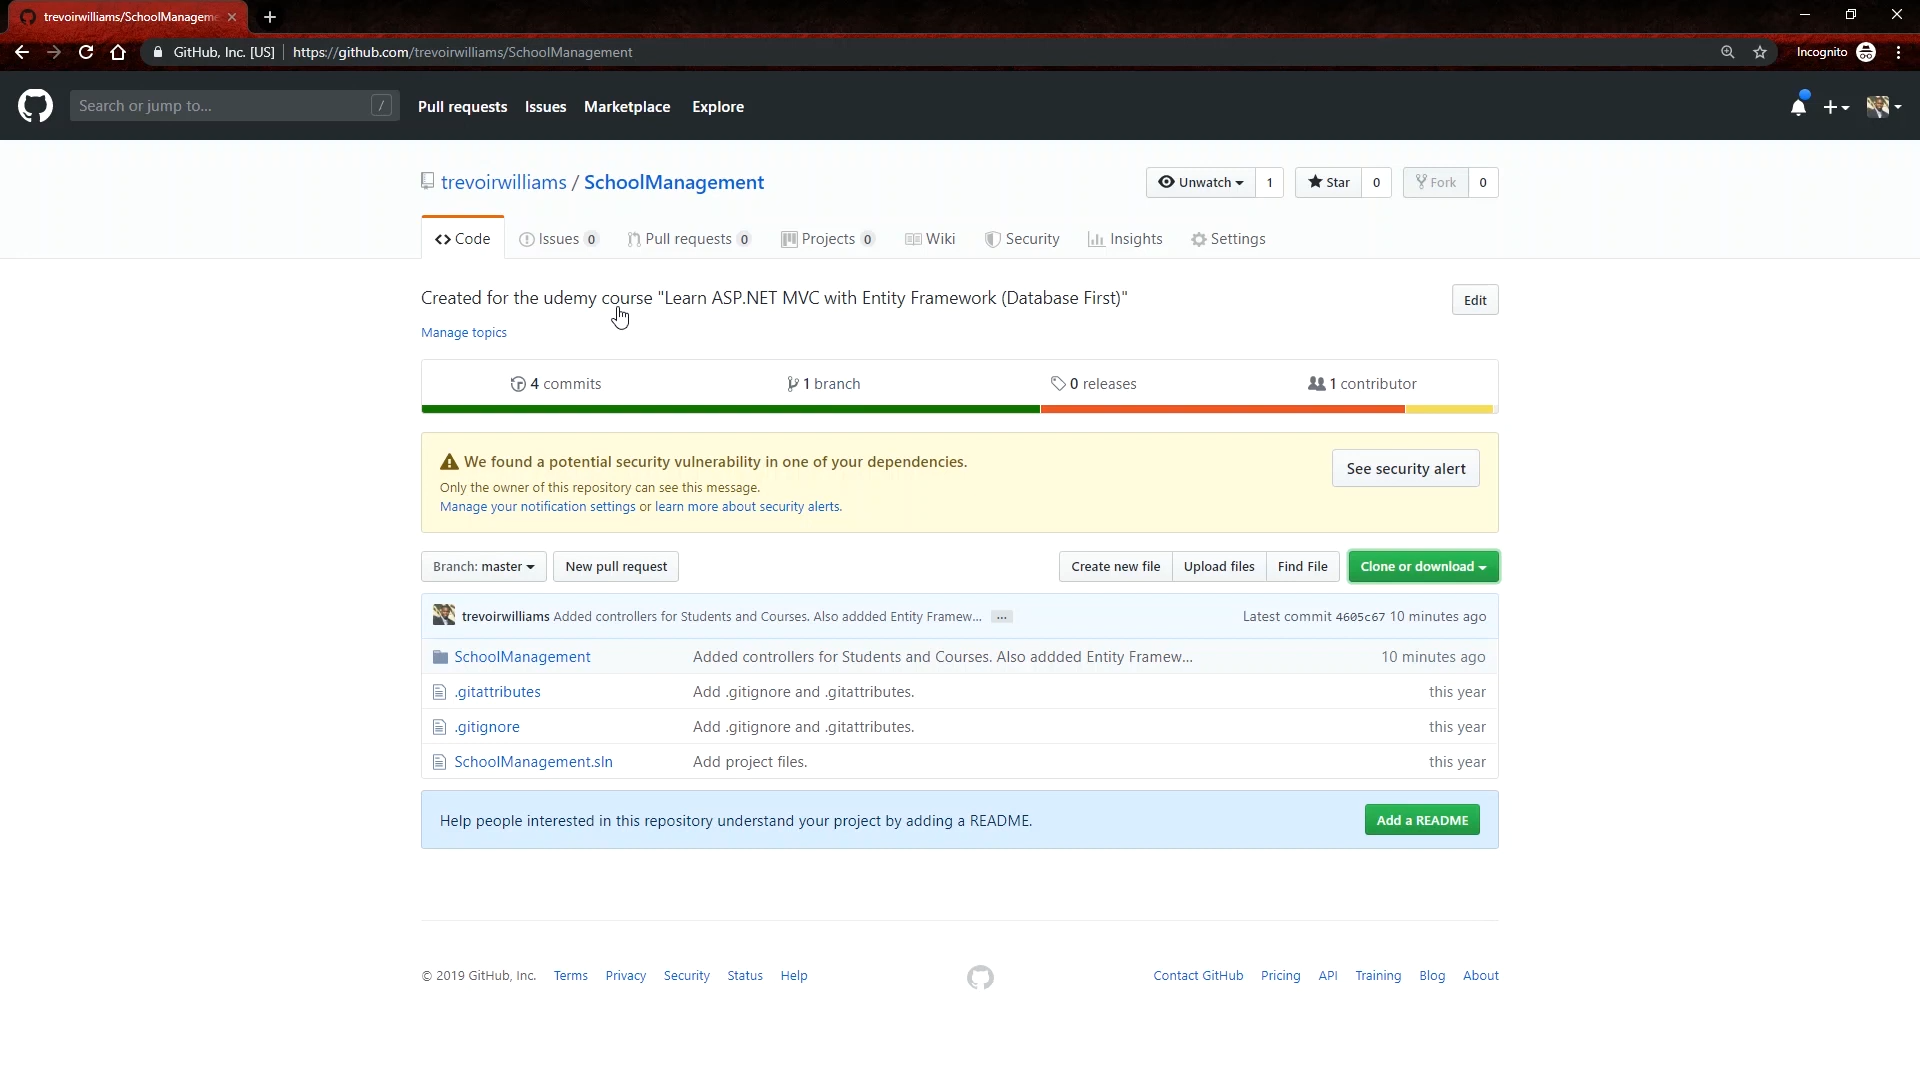 trevoirwilliams/SchoolManageme
GitHub, Inc. [US] https://github.com/trevoirwilliams/SchoolManagement
Incognito
Search or jump to... /
Pull requests Issues Marketplace Explore
trevoirwilliams / SchoolManagement
Unwatch 1 Star 0 Fork 0
Code Issues 0 Pull requests 0 Projects 0 Wiki Security Insights Settings
Created for the udemy course "Learn ASP.NET MVC with Entity Framework (Database First)"
Edit
Manage topics
4 commits 1 branch 0 releases 1 contributor
We found a potential security vulnerability in one of your dependencies.
See security alert
Only the owner of this repository can see this message.
Manage your notification settings or learn more about security alerts.
Branch: master New pull request Create new file Upload files Find File Clone or download
trevoirwilliams Added controllers for Students and Courses. Also addded Entity Framew... ... Latest commit 4605c67 10 minutes ago
SchoolManagement Added controllers for Students and Courses. Also addded Entity Framew... 10 minutes ago
.gitattributes Add .gitignore and .gitattributes. this year
.gitignore Add .gitignore and .gitattributes. this year
SchoolManagement.sln Add project files. this year
Help people interested in this repository understand your project by adding a README. Add a README
© 2019 GitHub, Inc. Terms Privacy Security Status Help Contact GitHub Pricing API Training Blog About